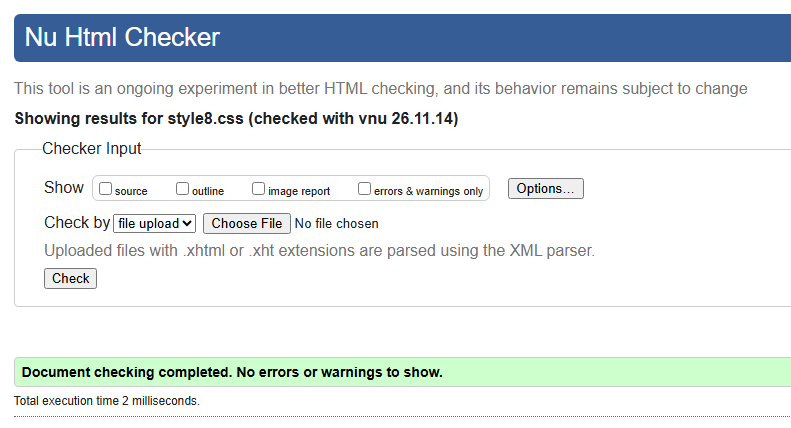 Nu Html Checker
This tool is an ongoing experiment in better HTML checking, and its behavior remains subject to change
Showing results for style8.css (checked with vnu 26.11.14)
Checker Input
Show source outline image report errors & warnings only Options...
Check by file upload Choose File No file chosen
Uploaded files with .xhtml or .xht extensions are parsed using the XML parser.
Check
Document checking completed. No errors or warnings to show.
Total execution time 2 milliseconds.